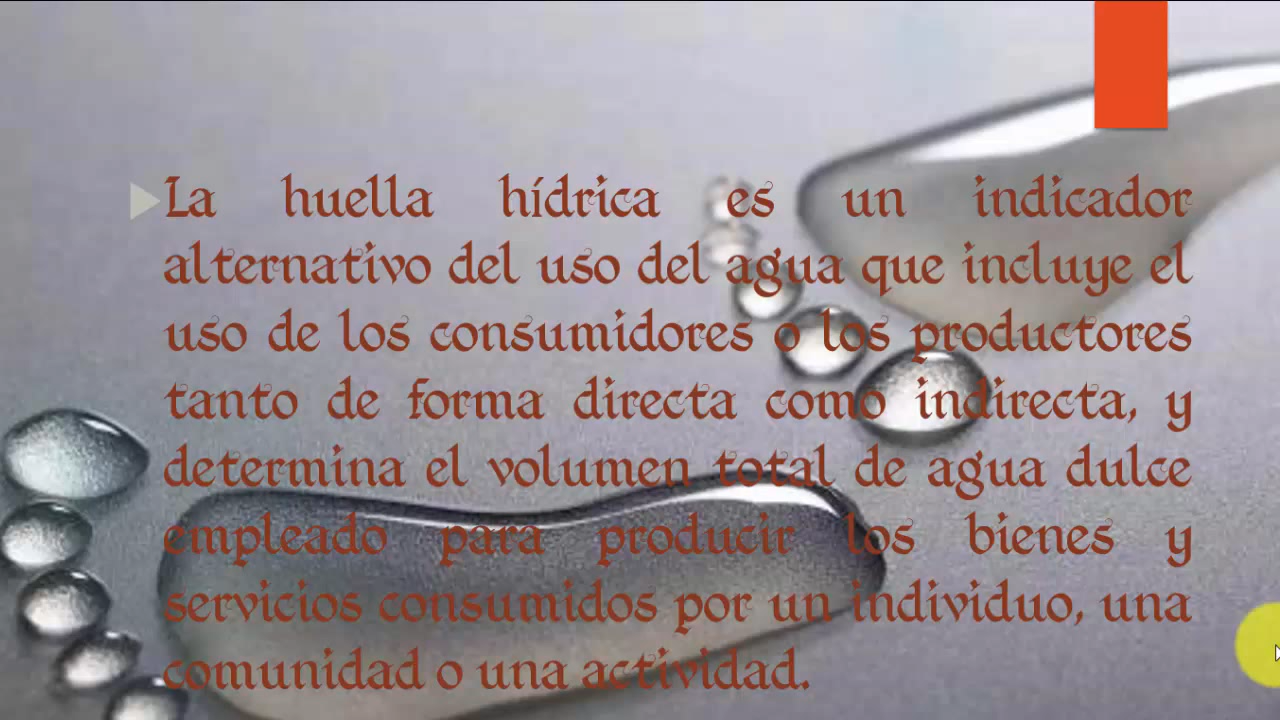 La huella hídrica es un indicador
alternativo del uso del agua que incluye el
uso de los consumidores o los productores
tanto de forma directa como indirecta, y
determina el volumen total de agua dulce
empleado para producir los bienes y
servicios consumidos por un individuo, una
comunidad o una actividad.